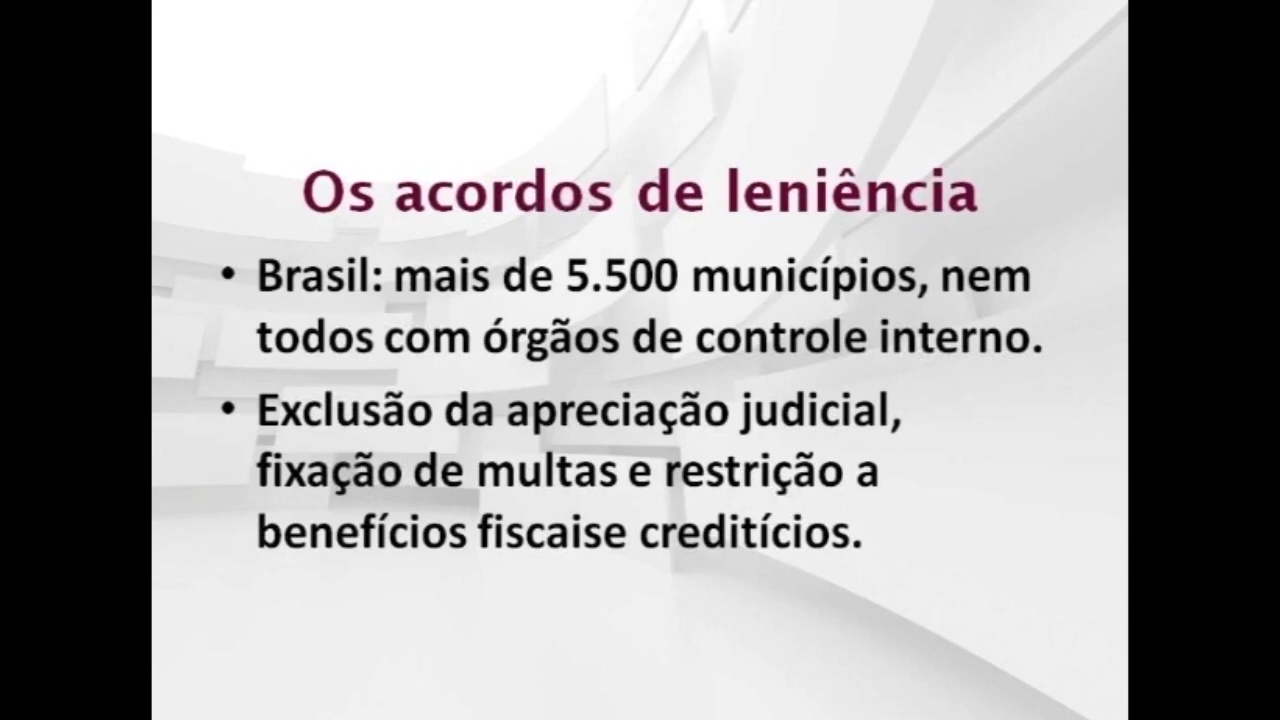 Os acordos de leniência
• Brasil: mais de 5.500 municípios, nem
todos com órgãos de controle interno.
• Exclusão da apreciação judicial,
fixação de multas e restrição a
benefícios fiscaise creditícios.